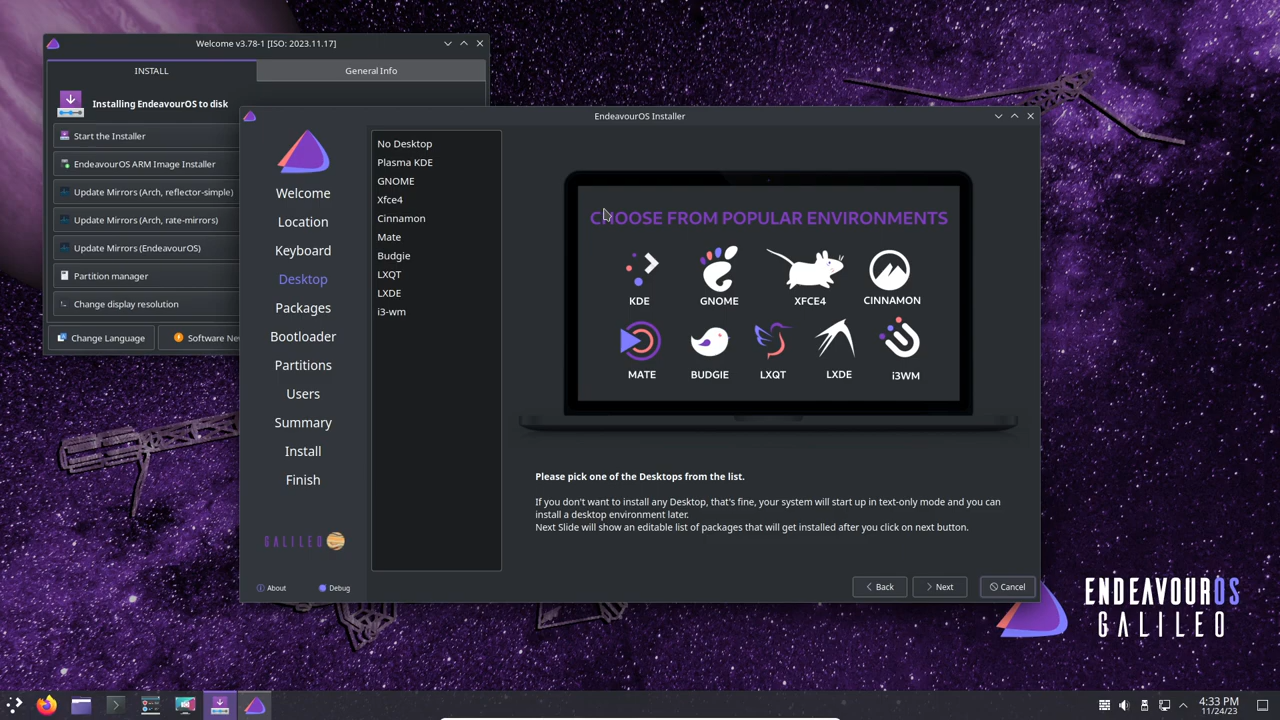 Welcome v3.78-1 [ISO: 2023.11.17]
INSTALL
General Info
Installing EndeavourOS to disk
Start the Installer
EndeavourOS ARM Image Installer
Update Mirrors (Arch, reflector-simple)
Update Mirrors (Arch, rate-mirrors)
Update Mirrors (EndeavourOS)
Partition manager
Change display resolution
Change Language
Software Ne
EndeavourOS Installer
Welcome
Location
Keyboard
Desktop
Packages
Bootloader
Partitions
Users
Summary
Install
Finish
GALILEO
About
Debug
No Desktop
Plasma KDE
GNOME
Xfce4
Cinnamon
Mate
Budgie
LXQT
LXDE
i3-wm
CHOOSE FROM POPULAR ENVIRONMENTS
KDE
GNOME
XFCE4
CINNAMON
MATE
BUDGIE
LXQT
LXDE
i3WM
Please pick one of the Desktops from the list.
If you don't want to install any Desktop, that's fine, your system will start up in text-only mode and you can
install a desktop environment later.
Next Slide will show an editable list of packages that will get installed after you click on next button.
Back
Next
Cancel
ENDEAVOUROS
GALILEO
4:33 PM
11/24/23